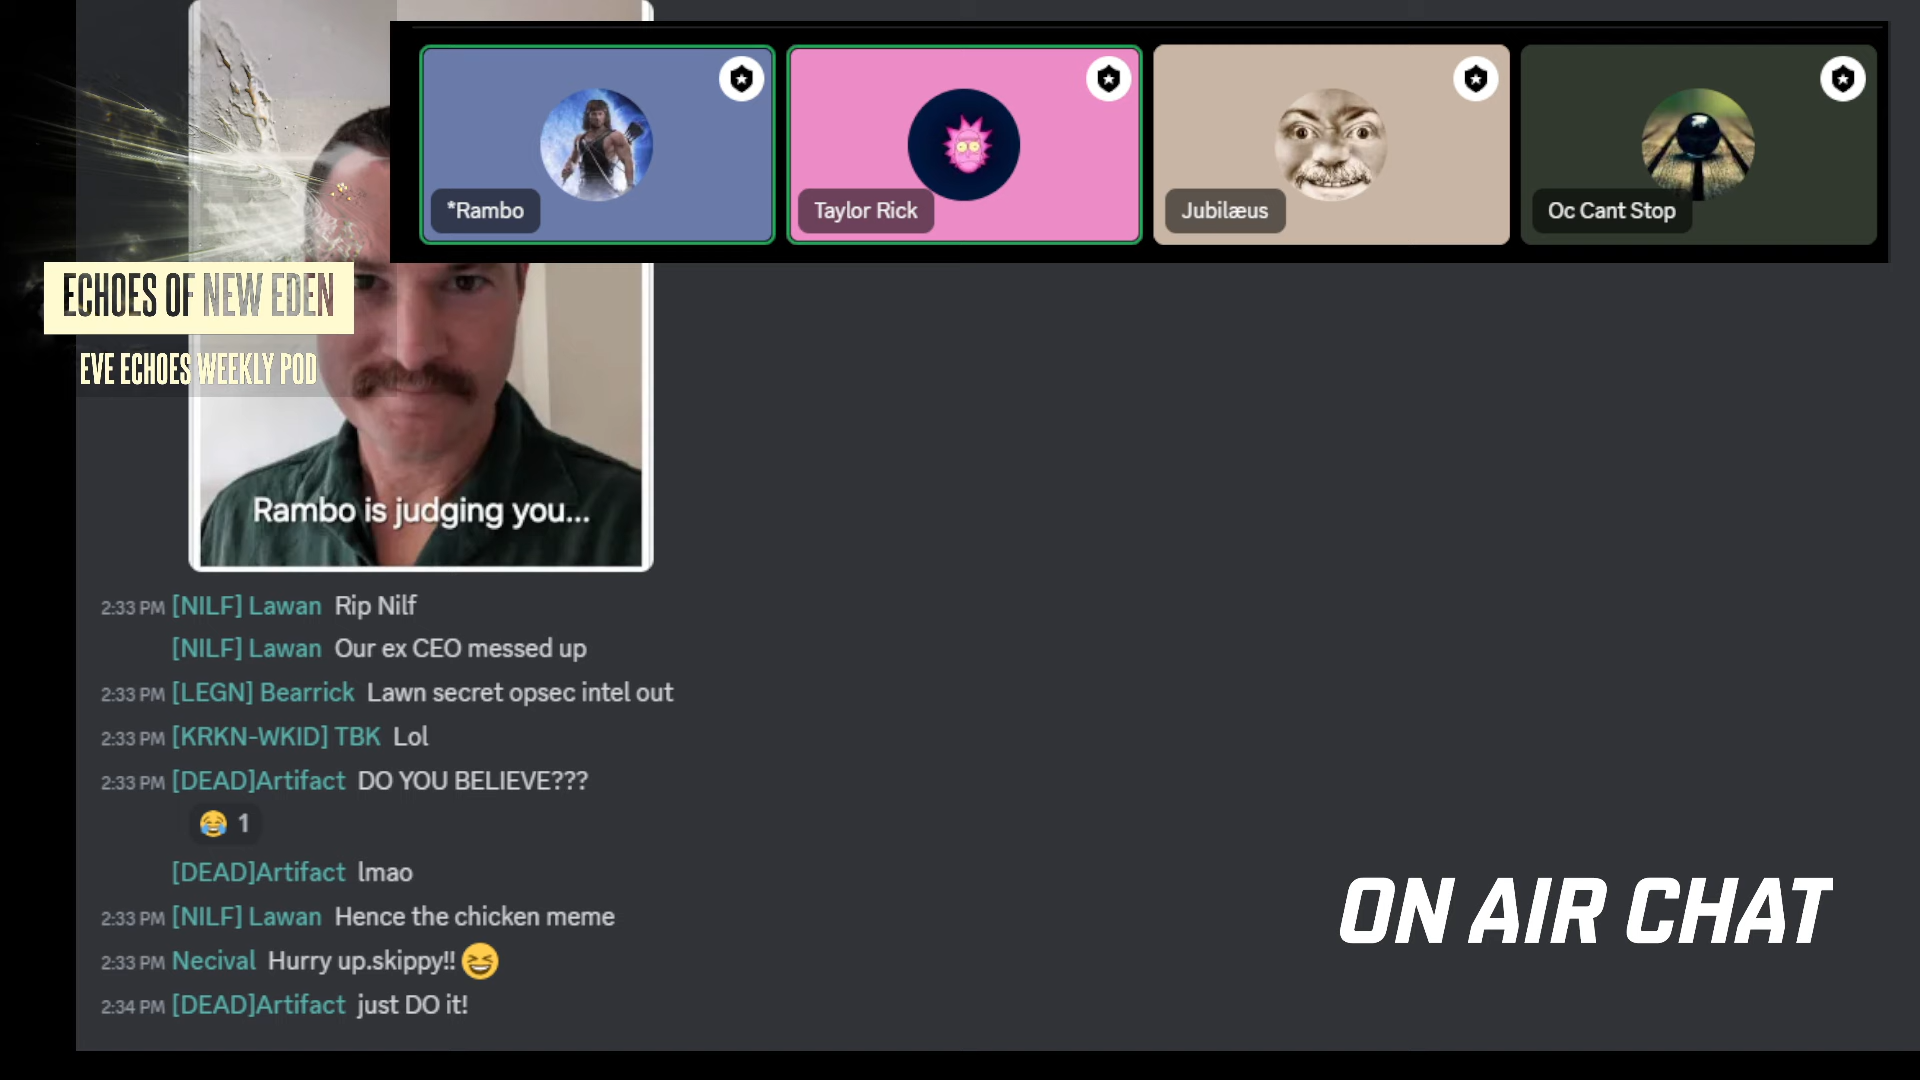 *Rambo
Taylor Rick
Jubilæus
Oc Cant Stop
ECHOES OF NEW EDEN
EVE ECHOES WEEKLY POD
Rambo is judging you...
2:33 PM [NILF] Lawan Rip Nilf
[NILF] Lawan Our ex CEO messed up
2:33 PM [LEGN] Bearrick Lawn secret opsec intel out
2:33 PM [KRKN-WKID] TBK Lol
2:33 PM [DEAD]Artifact DO YOU BELIEVE???
😂 1
[DEAD]Artifact lmao
2:33 PM [NILF] Lawan Hence the chicken meme
2:33 PM Necival Hurry up.skippy!! 😆
2:34 PM [DEAD]Artifact just DO it!
ON AIR CHAT